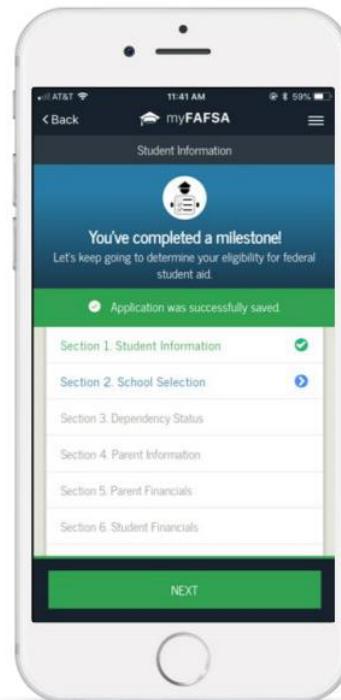 AT&T 11:41 AM 59%
Back myFAFSA
Student Information
You've completed a milestone!
Let's keep going to determine your eligibility for federal
student aid.
Application was successfully saved.
Section 1. Student Information
Section 2. School Selection
Section 3. Dependency Status
Section 4. Parent Information
Section 5. Parent Financials
Section 6. Student Financials
NEXT